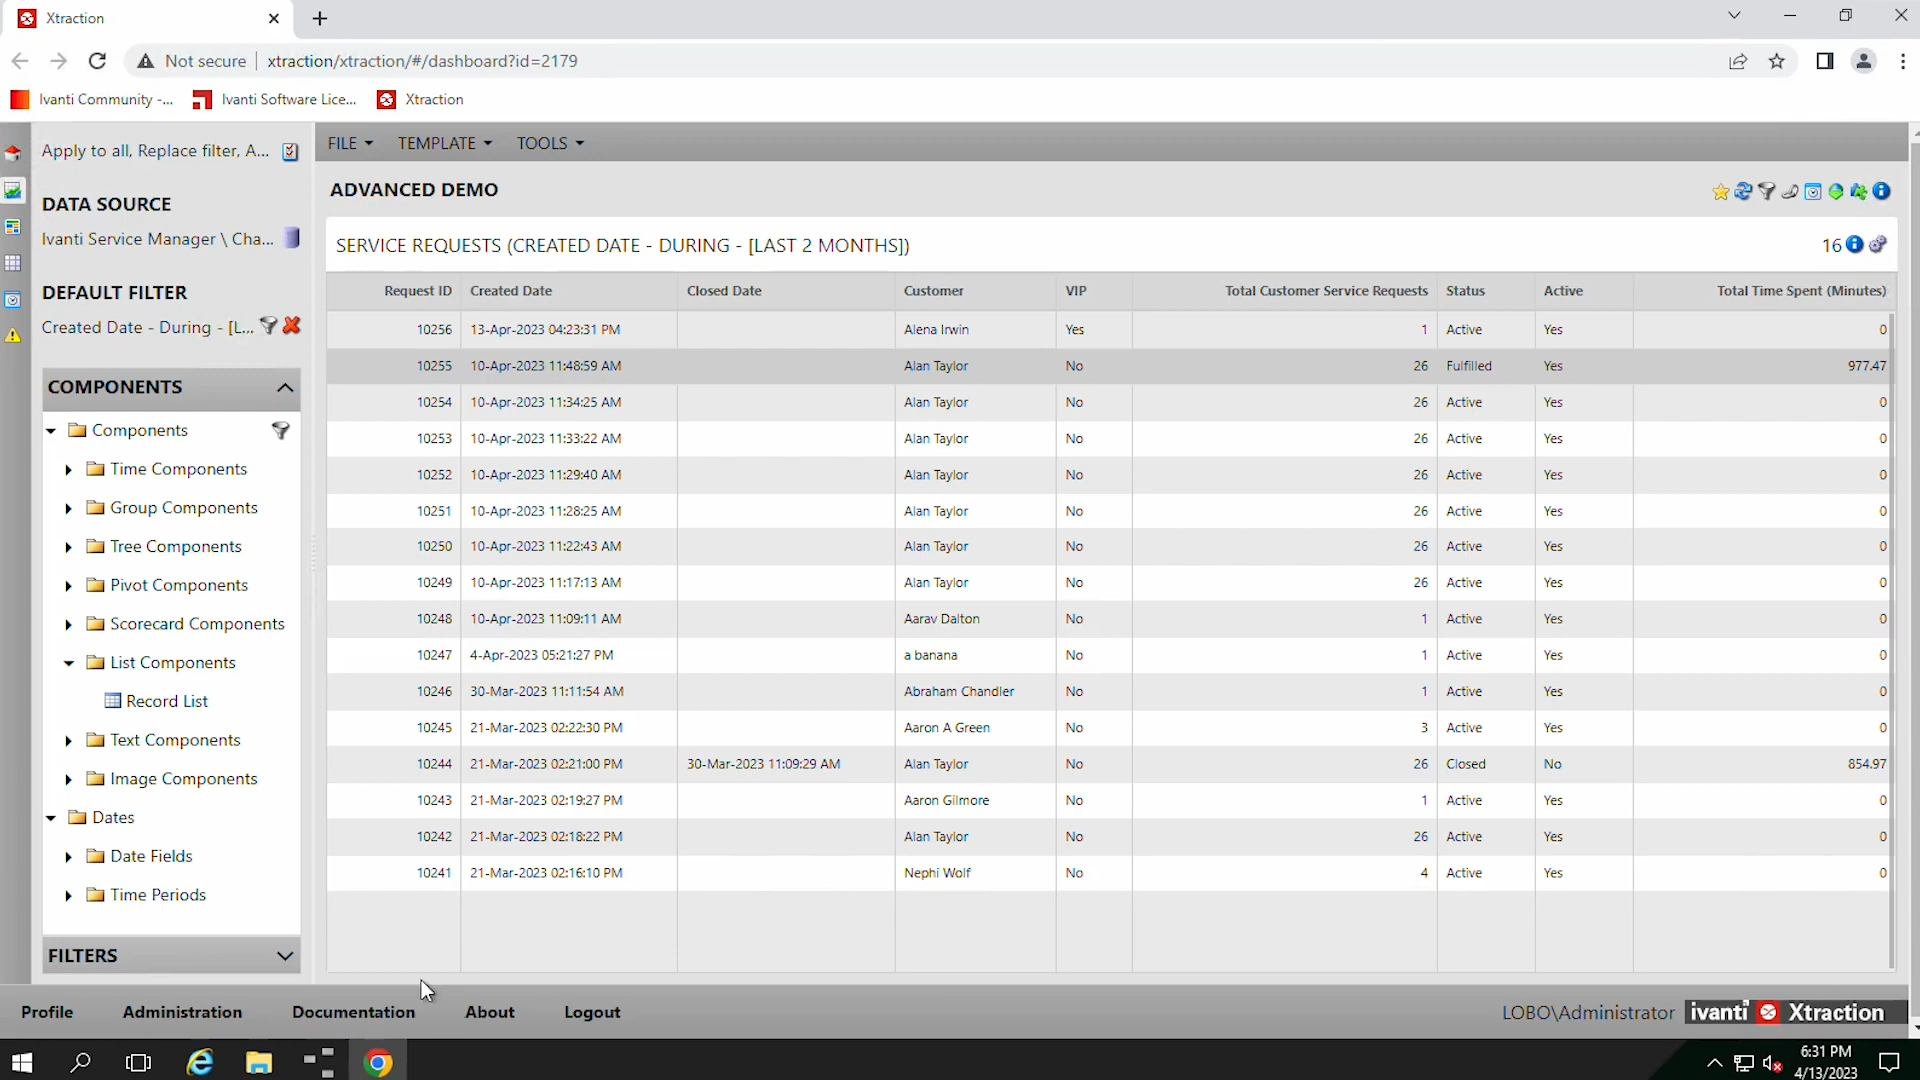 Xtraction
Not secure xtraction/xtraction/#/dashboard?id=2179
Ivanti Community -... Ivanti Software Lice... Xtraction
Apply to all, Replace filter, A...
DATA SOURCE
Ivanti Service Manager \ Cha...
DEFAULT FILTER
Created Date - During - [L...
COMPONENTS
Components
Time Components
Group Components
Tree Components
Pivot Components
Scorecard Components
List Components
Record List
Text Components
Image Components
Dates
Date Fields
Time Periods
FILTERS
FILE TEMPLATE TOOLS
ADVANCED DEMO
SERVICE REQUESTS (CREATED DATE - DURING - [LAST 2 MONTHS]) 16
Request ID Created Date Closed Date Customer VIP Total Customer Service Requests Status Active Total Time Spent (Minutes)
10256 13-Apr-2023 04:23:31 PM Alena Irwin Yes 1 Active Yes 0
10255 10-Apr-2023 11:48:59 AM Alan Taylor No 26 Fulfilled Yes 977.47
10254 10-Apr-2023 11:34:25 AM Alan Taylor No 26 Active Yes 0
10253 10-Apr-2023 11:33:22 AM Alan Taylor No 26 Active Yes 0
10252 10-Apr-2023 11:29:40 AM Alan Taylor No 26 Active Yes 0
10251 10-Apr-2023 11:28:25 AM Alan Taylor No 26 Active Yes 0
10250 10-Apr-2023 11:22:43 AM Alan Taylor No 26 Active Yes 0
10249 10-Apr-2023 11:17:13 AM Alan Taylor No 26 Active Yes 0
10248 10-Apr-2023 11:09:11 AM Aarav Dalton No 1 Active Yes 0
10247 4-Apr-2023 05:21:27 PM a banana No 1 Active Yes 0
10246 30-Mar-2023 11:11:54 AM Abraham Chandler No 1 Active Yes 0
10245 21-Mar-2023 02:22:30 PM Aaron A Green No 3 Active Yes 0
10244 21-Mar-2023 02:21:00 PM 30-Mar-2023 11:09:29 AM Alan Taylor No 26 Closed No 854.97
10243 21-Mar-2023 02:19:27 PM Aaron Gilmore No 1 Active Yes 0
10242 21-Mar-2023 02:18:22 PM Alan Taylor No 26 Active Yes 0
10241 21-Mar-2023 02:16:10 PM Nephi Wolf No 4 Active Yes 0
Profile Administration Documentation About Logout LOBO\Administrator ivanti Xtraction
6:31 PM
4/13/2023